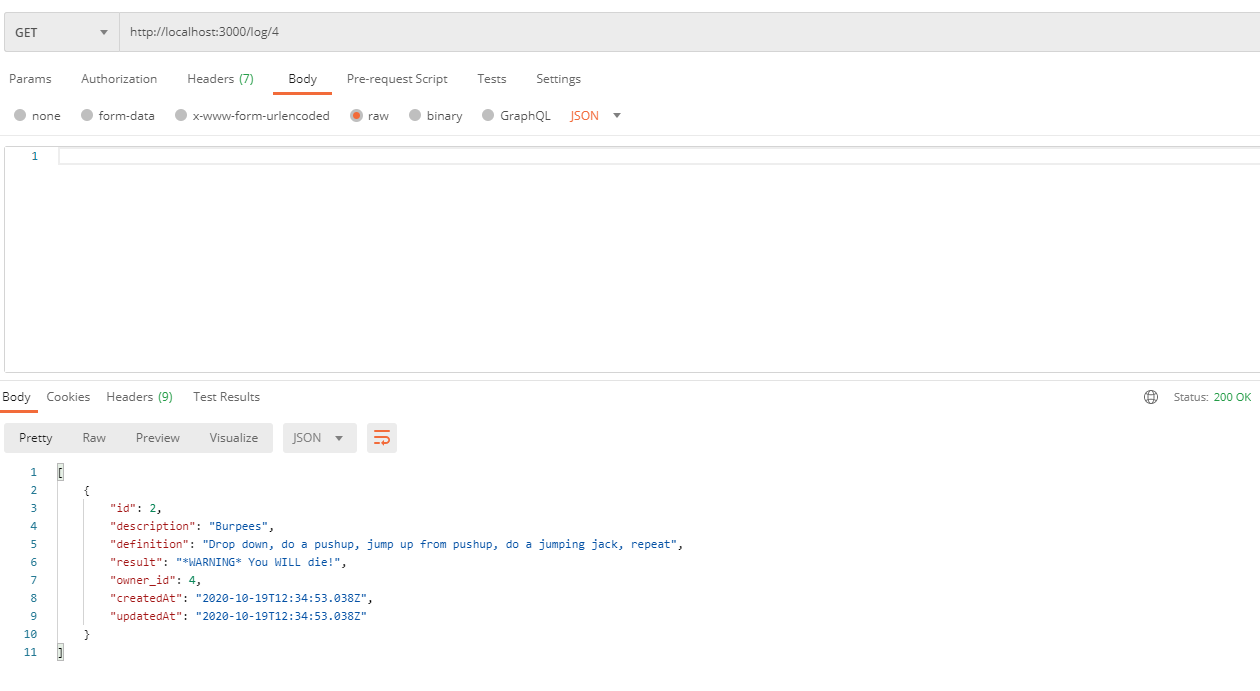 GET http://localhost:3000/log/4
Params Authorization Headers (7) Body Pre-request Script Tests Settings
none form-data x-www-form-urlencoded raw binary GraphQL JSON
1
Body Cookies Headers (9) Test Results Status: 200 OK
Pretty Raw Preview Visualize JSON
1 [
2 {
3 "id": 2,
4 "description": "Burpees",
5 "definition": "Drop down, do a pushup, jump up from pushup, do a jumping jack, repeat",
6 "result": "*WARNING* You WILL die!",
7 "owner_id": 4,
8 "createdAt": "2020-10-19T12:34:53.038Z",
9 "updatedAt": "2020-10-19T12:34:53.038Z"
10 }
11 ]